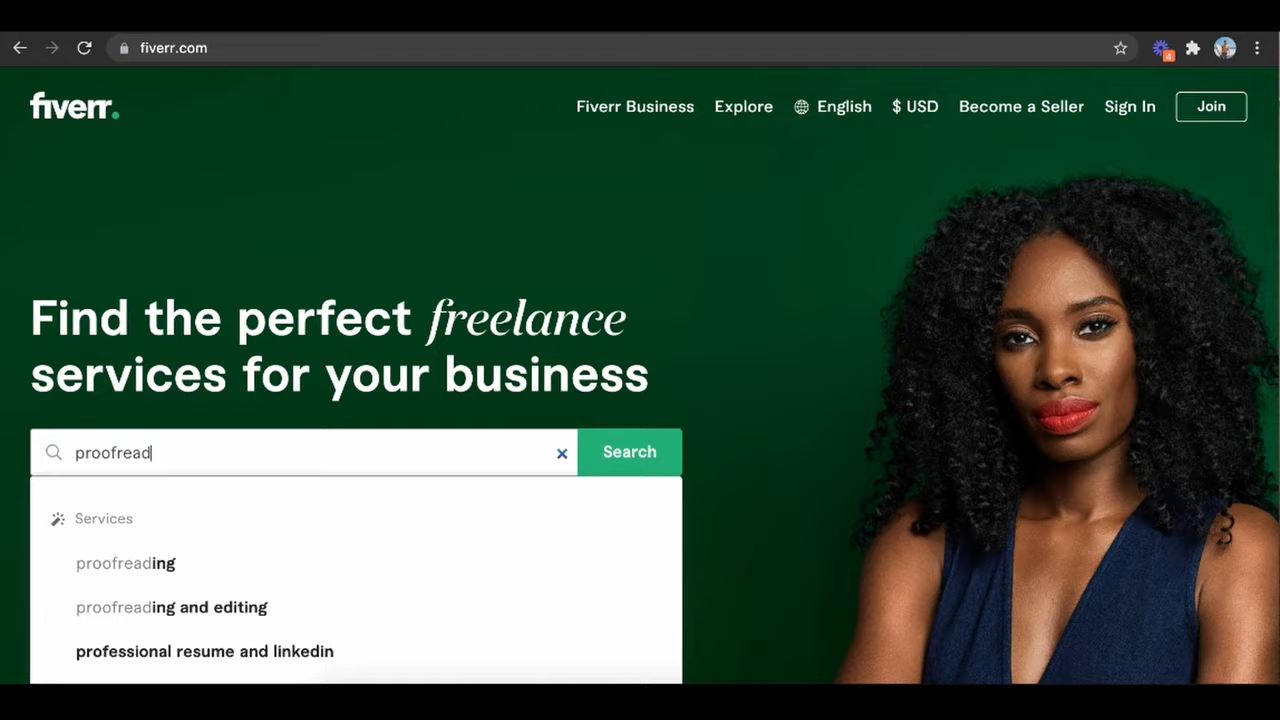 fiverr.com
4
fiverr.
Fiverr Business Explore English $ USD Become a Seller Sign In Join
Find the perfect freelance
services for your business
proofread
Search
Services
proofreading
proofreading and editing
professional resume and linkedin